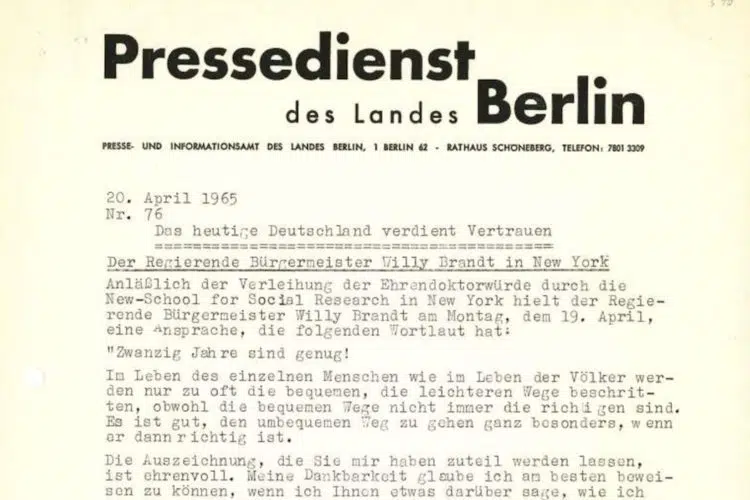 Pressedienst
des Landes Berlin
PRESSE- UND INFORMATIONSAMT DES LANDES BERLIN, 1 BERLIN 62 - RATHAUS SCHÖNEBERG, TELEFON: 7801 3309
20. April 1965
Nr. 76
Das heutige Deutschland verdient Vertrauen
==========================================
Der Regierende Bürgermeister Willy Brandt in New York
Anläßlich der Verleihung der Ehrendoktorwürde durch die
New-School for Social Research in New York hielt der Regie-
rende Bürgermeister Willy Brandt am Montag, dem 19. April,
eine Ansprache, die folgenden Wortlaut hat:
"Zwanzig Jahre sind genug!
Im Leben des einzelnen Menschen wie im Leben der Völker wer-
den nur zu oft die bequemen, die leichteren Wege beschrit-
ten, obwohl die bequemen Wege nicht immer die richtigen sind.
Es ist gut, den umbequemen Weg zu gehen ganz besonders, wenn
er dann richtig ist.
Die Auszeichnung, die Sie mir haben zuteil werden lassen,
ist ehrenvoll. Meine Dankbarkeit glaube ich am besten bewei-
sen zu können, wenn ich Ihnen etwas darüber sage, wie ich